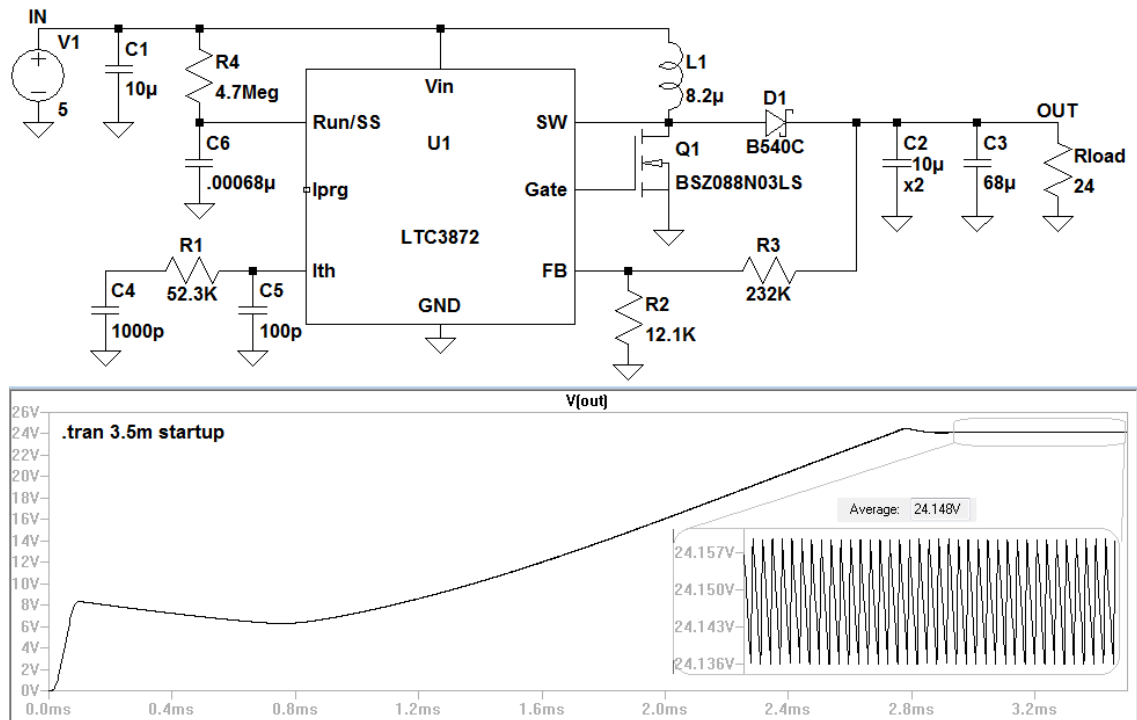 IN
V1
5
C1
10µ
R4
4.7Meg
C6
.00068µ
Vin
Run/SS
U1
SW
Iprg
Gate
LTC3872
Ith
FB
GND
L1
8.2µ
D1
B540C
Q1
BSZ088N03LS
OUT
C2
10µ
x2
C3
68µ
Rload
24
R1
52.3K
C4
1000p
C5
100p
R3
232K
R2
12.1K
V(out)
.tran 3.5m startup
26V
24V
22V
20V
18V
16V
14V
12V
10V
8V
6V
4V
2V
0V
Average: 24.148V
24.157V
24.150V
24.143V
24.136V
0.0ms 0.4ms 0.8ms 1.2ms 1.6ms 2.0ms 2.4ms 2.8ms 3.2ms